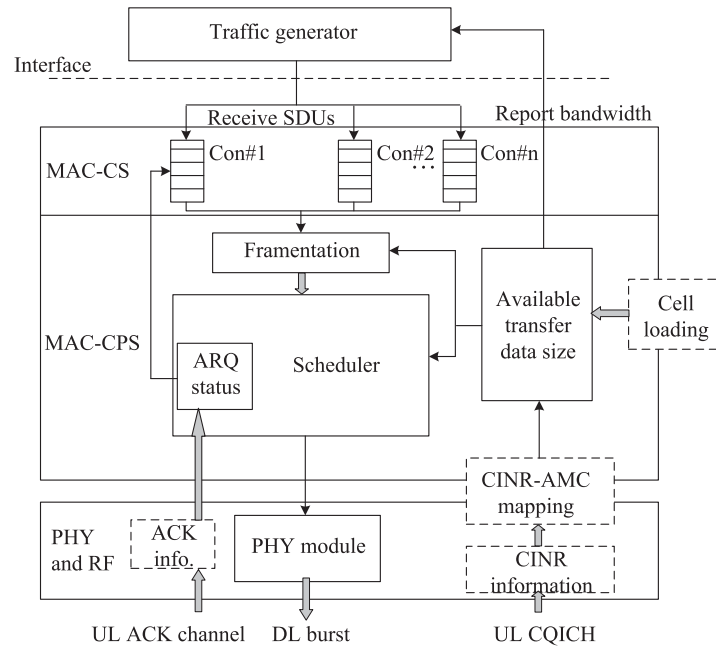 Traffic generator
Interface
Receive SDUs
Report bandwidth
Con#1
Con#2
...
Con#n
MAC-CS
Framentation
Available
transfer
data size
Cell
loading
MAC-CPS
ARQ
status
Scheduler
CINR-AMC
mapping
PHY
and RF
ACK
info.
PHY module
CINR
information
UL ACK channel
DL burst
UL CQICH